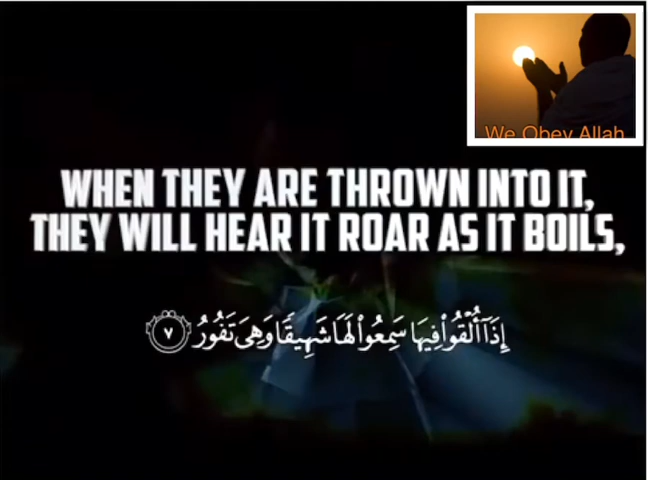 We Obey Allah
WHEN THEY ARE THROWN INTO IT,
THEY WILL HEAR IT ROAR AS IT BOILS,
إِذَآ أُلْقُوا۟ فِيهَا سَمِعُوا۟ لَهَا شَهِيقًا وَهِىَ تَفُورُ ٧